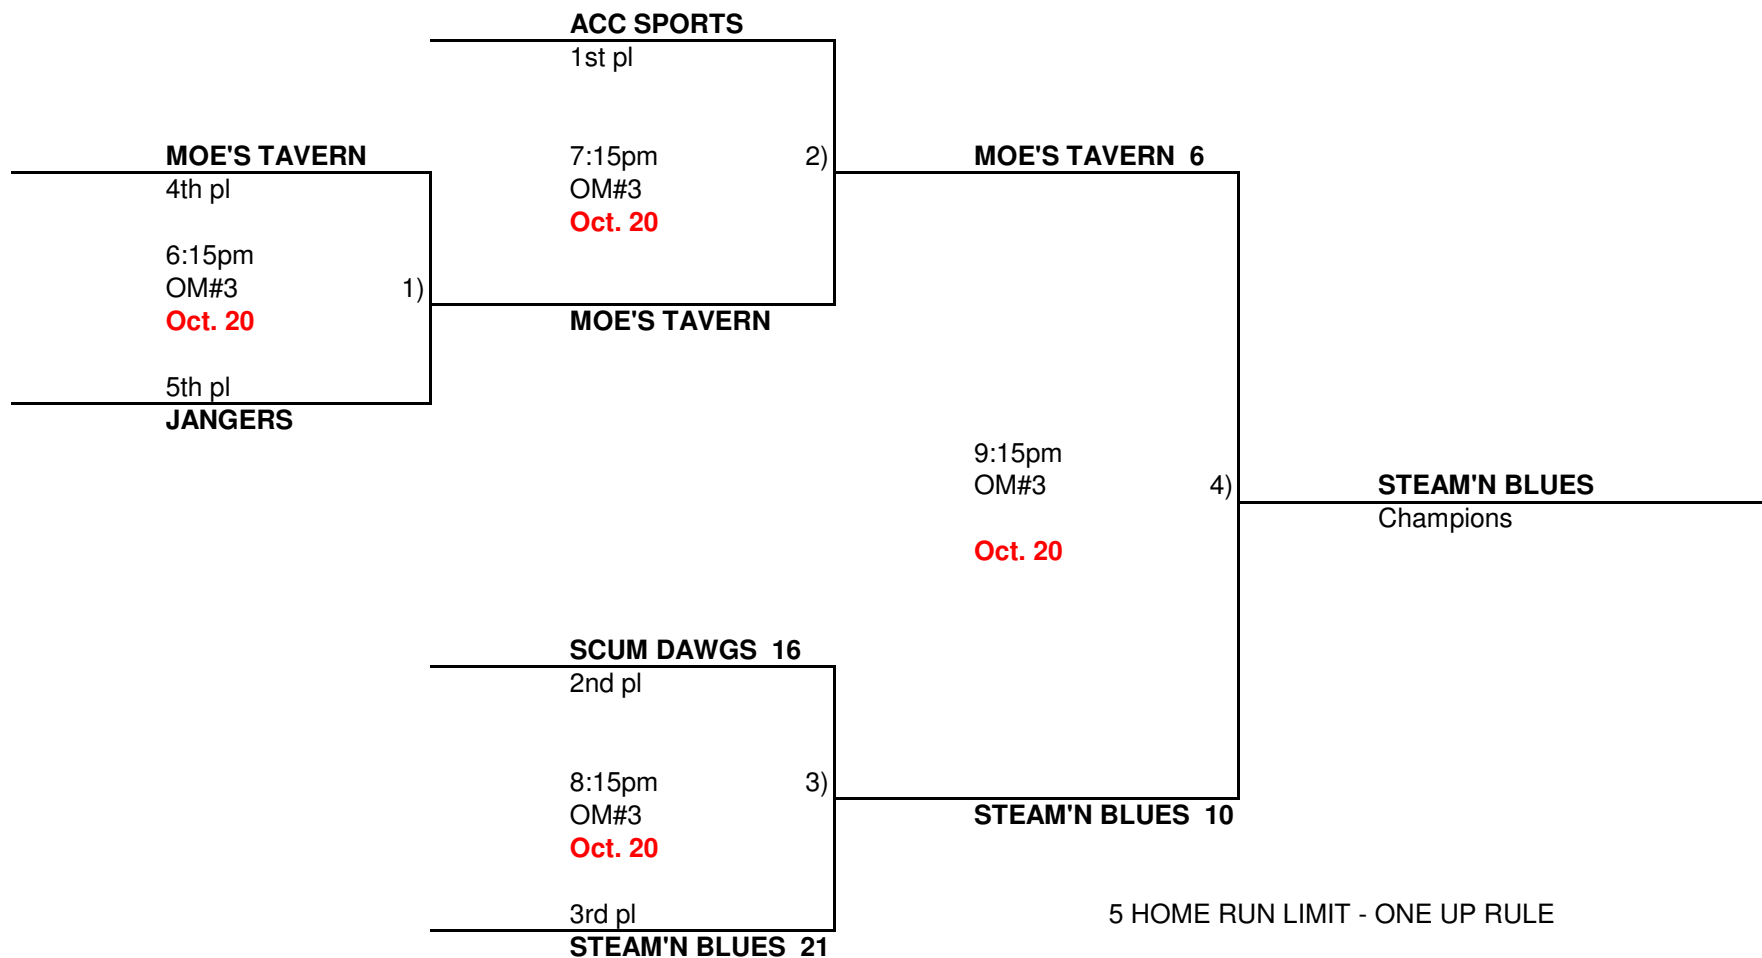 ACC SPORTS
1st pl
MOE'S TAVERN
4th pl
7:15pm
OM#3
Oct. 20
2)
MOE'S TAVERN  6
6:15pm
OM#3
Oct. 20
1)
MOE'S TAVERN
5th pl
JANGERS
9:15pm
OM#3
Oct. 20
4)
STEAM'N BLUES
Champions
SCUM DAWGS  16
2nd pl
8:15pm
OM#3
Oct. 20
3)
STEAM'N BLUES  10
3rd pl
STEAM'N BLUES  21
5 HOME RUN LIMIT - ONE UP RULE